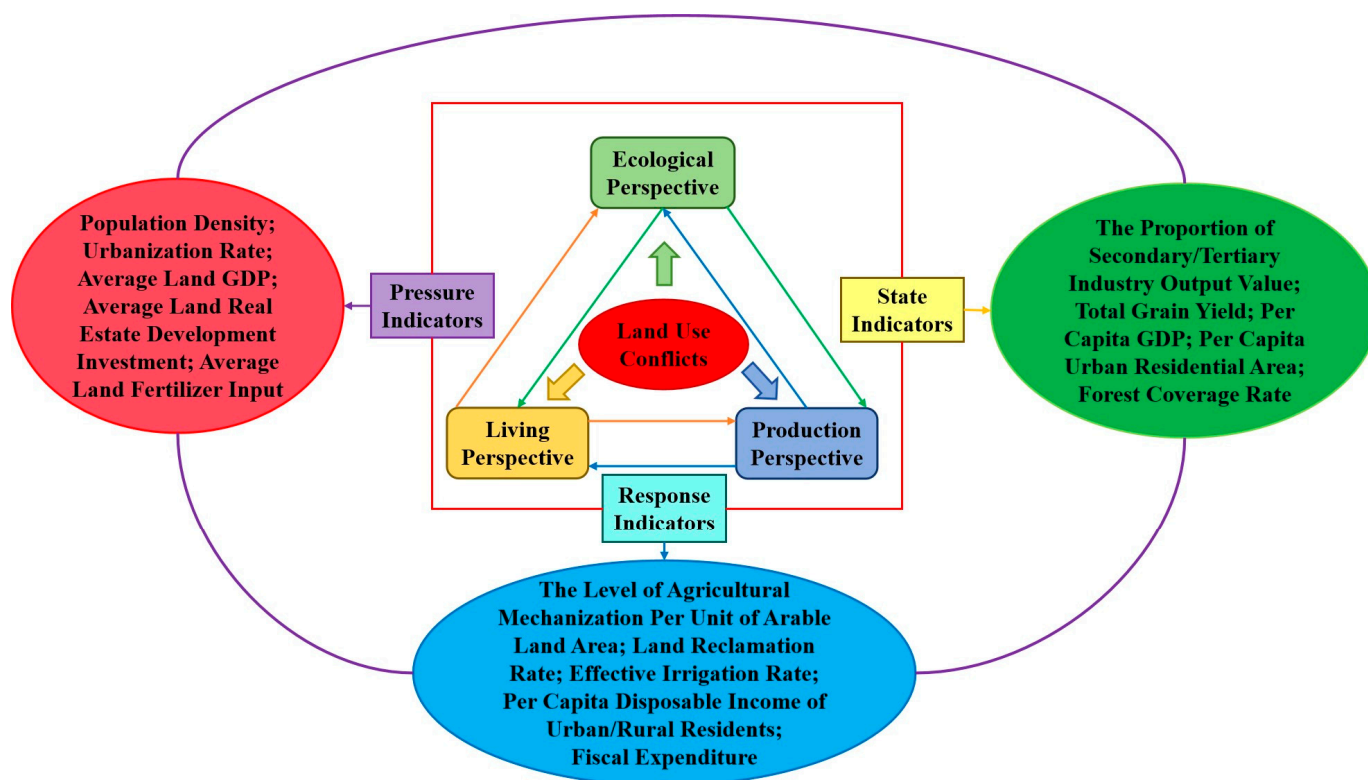 Ecological
Perspective
Population Density;
Urbanization Rate;
Average Land GDP;
Average Land Real
Estate Development
Investment; Average
Land Fertilizer Input
Pressure
Indicators
Land Use
Conflicts
State
Indicators
The Proportion of
Secondary/Tertiary
Industry Output Value;
Total Grain Yield; Per
Capita GDP; Per Capita
Urban Residential Area;
Forest Coverage Rate
Living
Perspective
Production
Perspective
Response
Indicators
The Level of Agricultural
Mechanization Per Unit of Arable
Land Area; Land Reclamation
Rate; Effective Irrigation Rate;
Per Capita Disposable Income of
Urban/Rural Residents;
Fiscal Expenditure